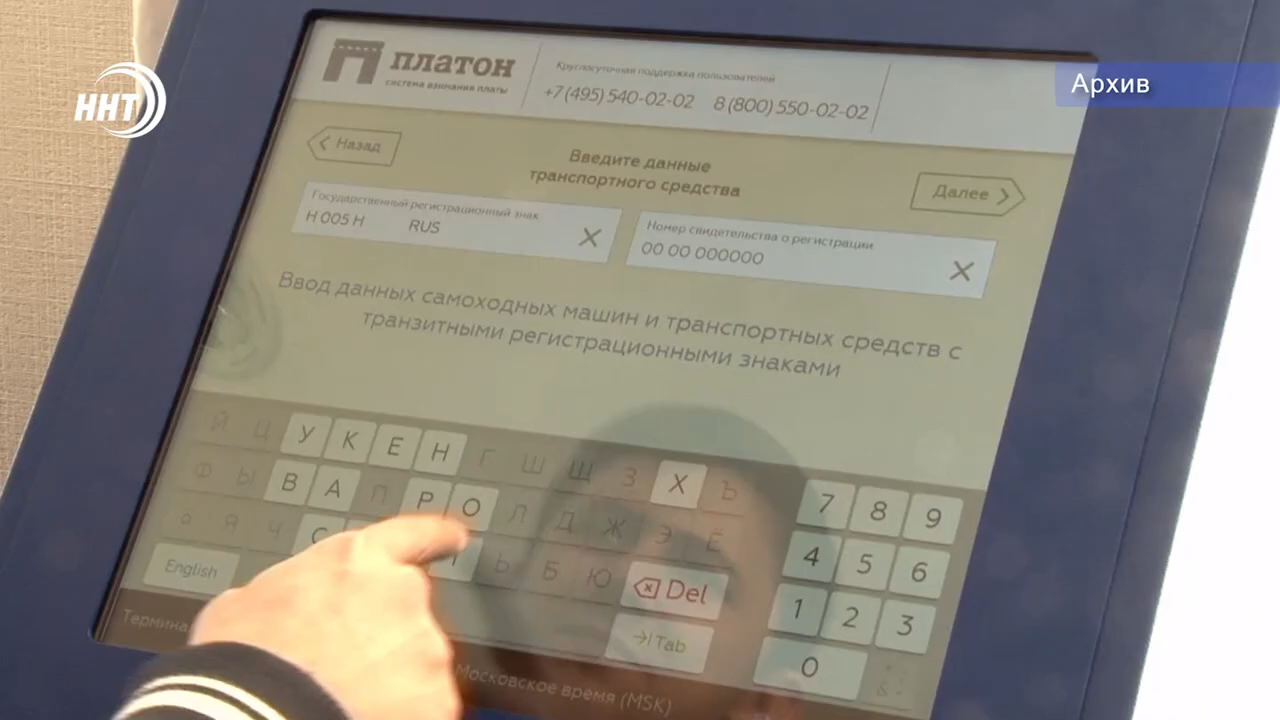 ННТ
Архив
платон
система взимания платы
Круглосуточная поддержка пользователей
+7 (495) 540-02-02 8 (800) 550-02-02
Назад
Введите данные
транспортного средства
Далее
Государственный регистрационный знак
Н 005 Н RUS
Номер свидетельства о регистрации
00 00 000000
Ввод данных самоходных машин и транспортных средств с
транзитными регистрационными знаками
Й Ц У К Е Н Г Ш Щ З Х Ъ 7 8 9
Ф Ы В А П Р О Л Д Ж Э Ё 4 5 6
Я Ч С Ь Б Ю Del 1 2 3
English Tab 0
Термина
Московское время (MSK)